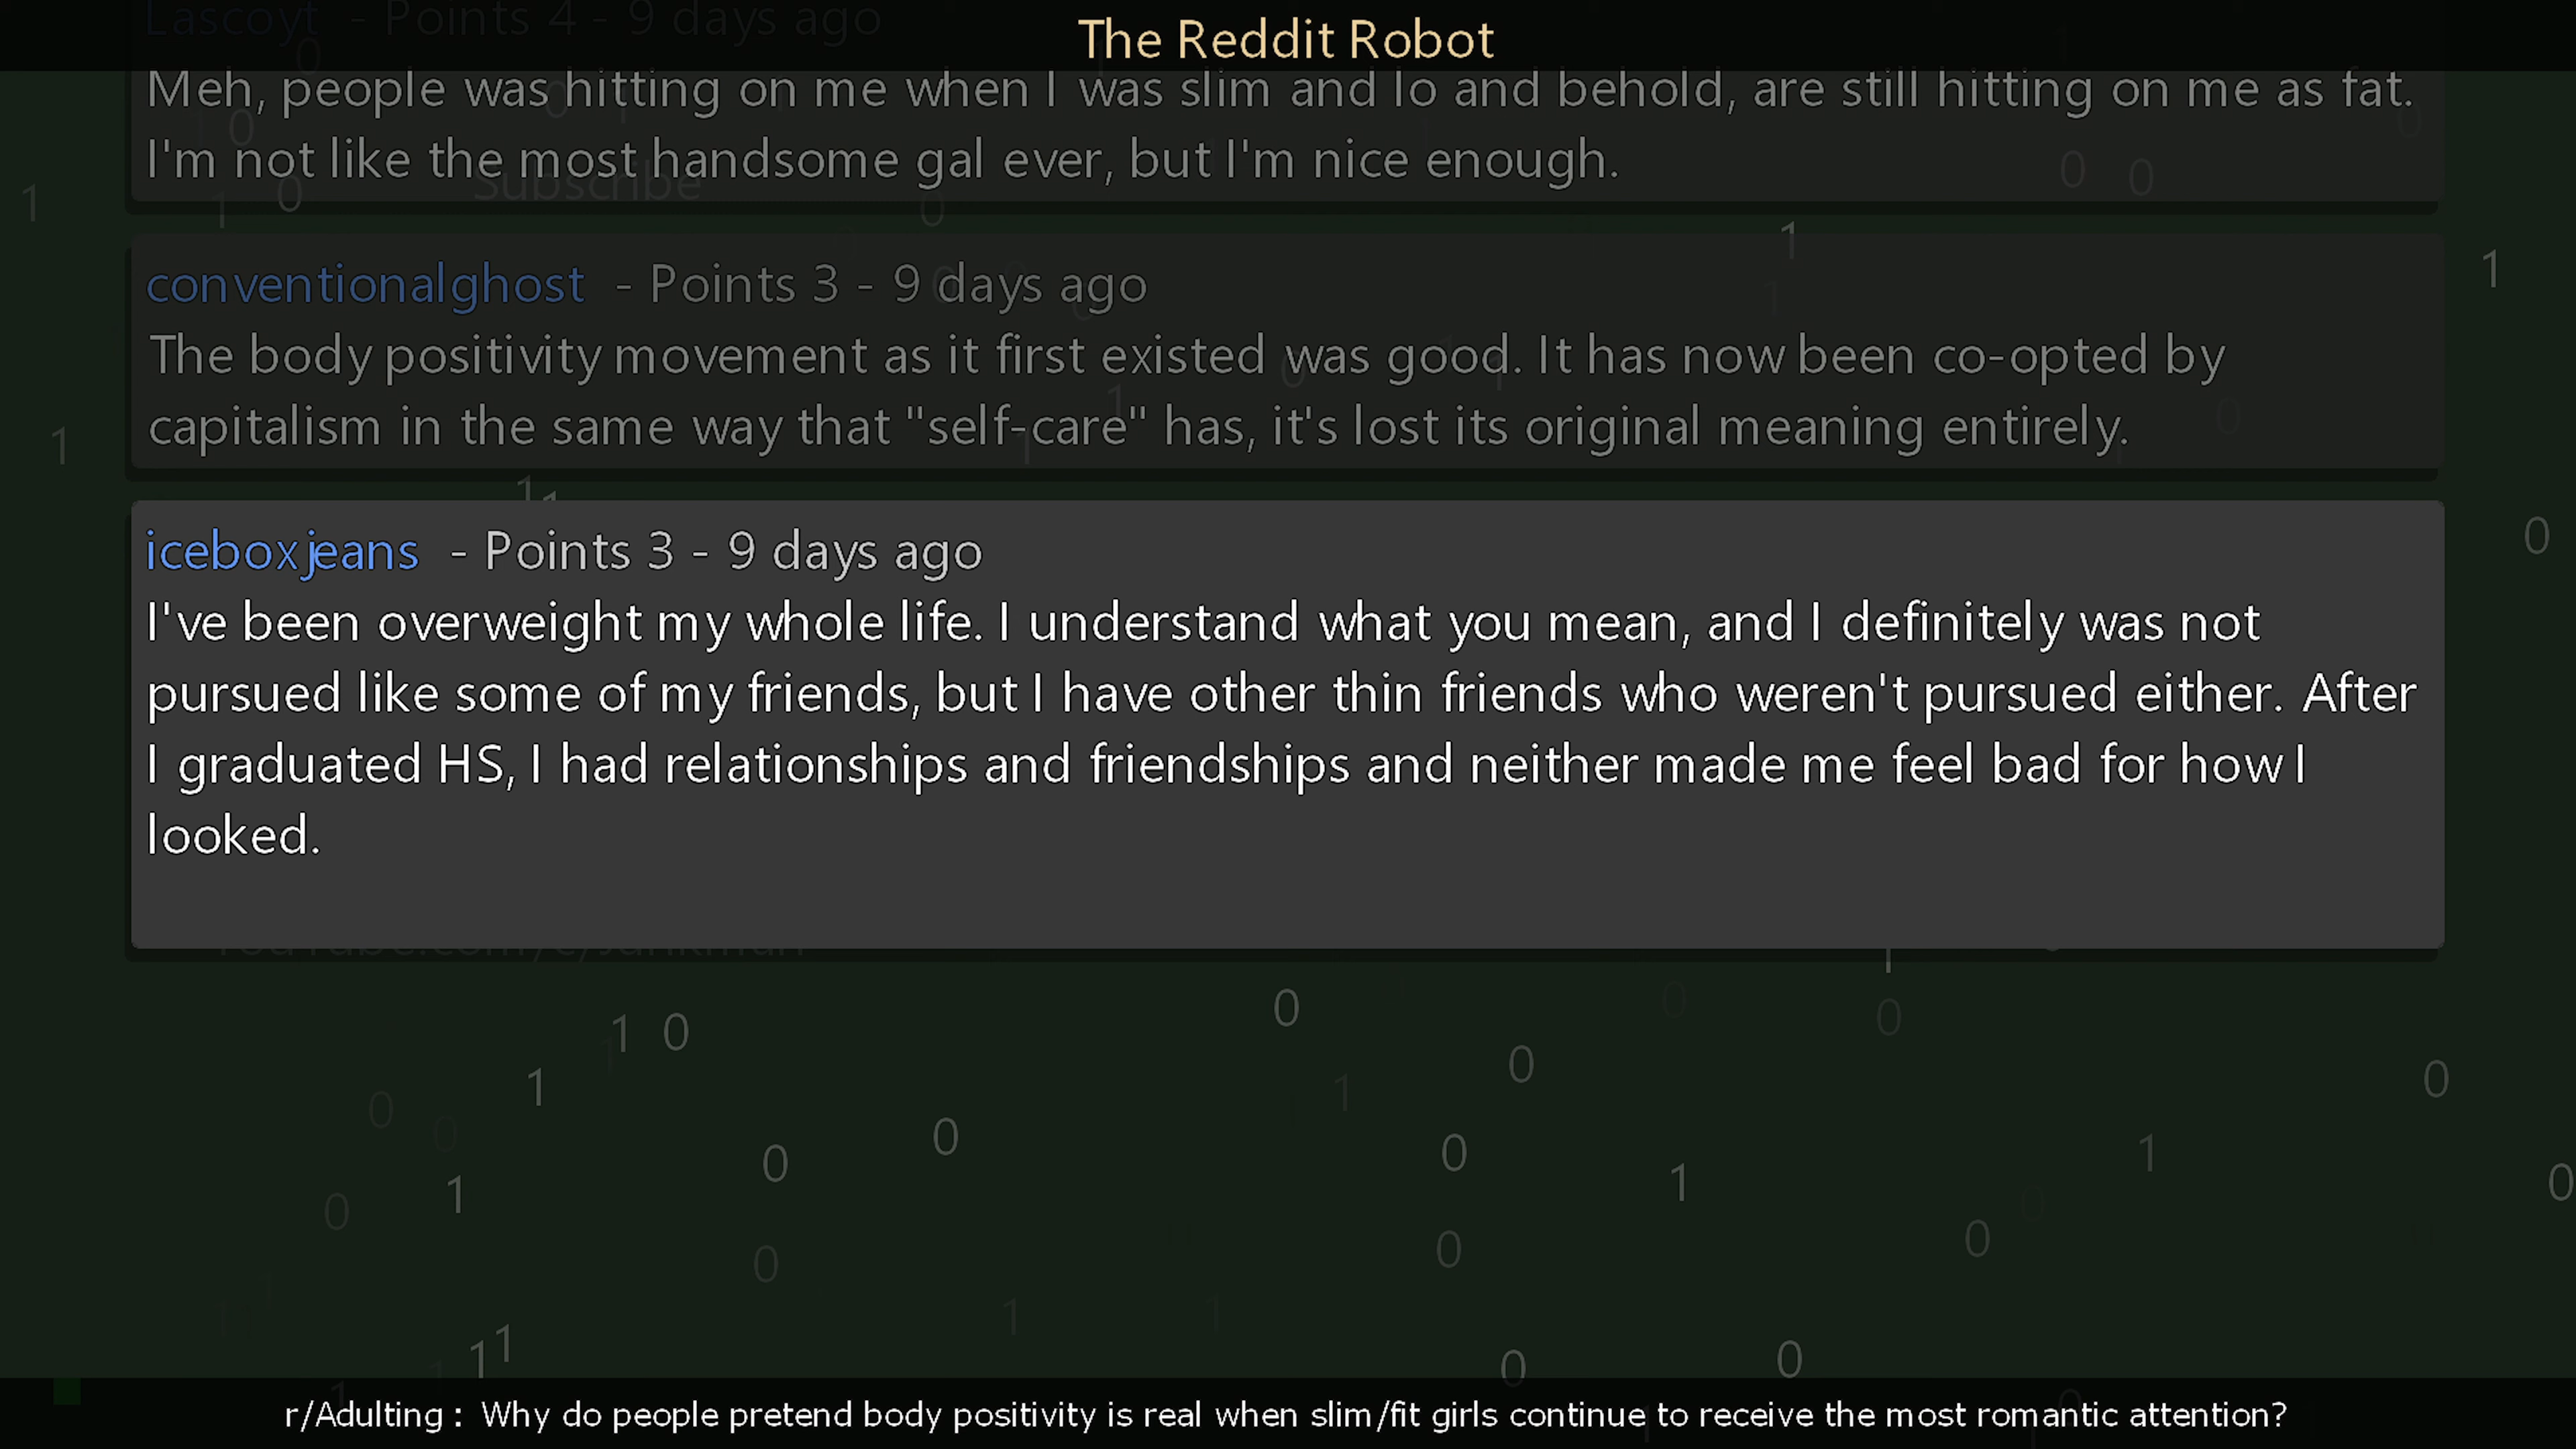 The Reddit Robot
Lascoyt - Points 4 - 9 days ago
Meh, people was hitting on me when I was slim and lo and behold, are still hitting on me as fat.
I'm not like the most handsome gal ever, but I'm nice enough.
Subscribe
conventionalghost - Points 3 - 9 days ago
The body positivity movement as it first existed was good. It has now been co-opted by
capitalism in the same way that "self-care" has, it's lost its original meaning entirely.
iceboxjeans - Points 3 - 9 days ago
I've been overweight my whole life. I understand what you mean, and I definitely was not
pursued like some of my friends, but I have other thin friends who weren't pursued either. After
I graduated HS, I had relationships and friendships and neither made me feel bad for how I
looked.
r/Adulting : Why do people pretend body positivity is real when slim/fit girls continue to receive the most romantic attention?